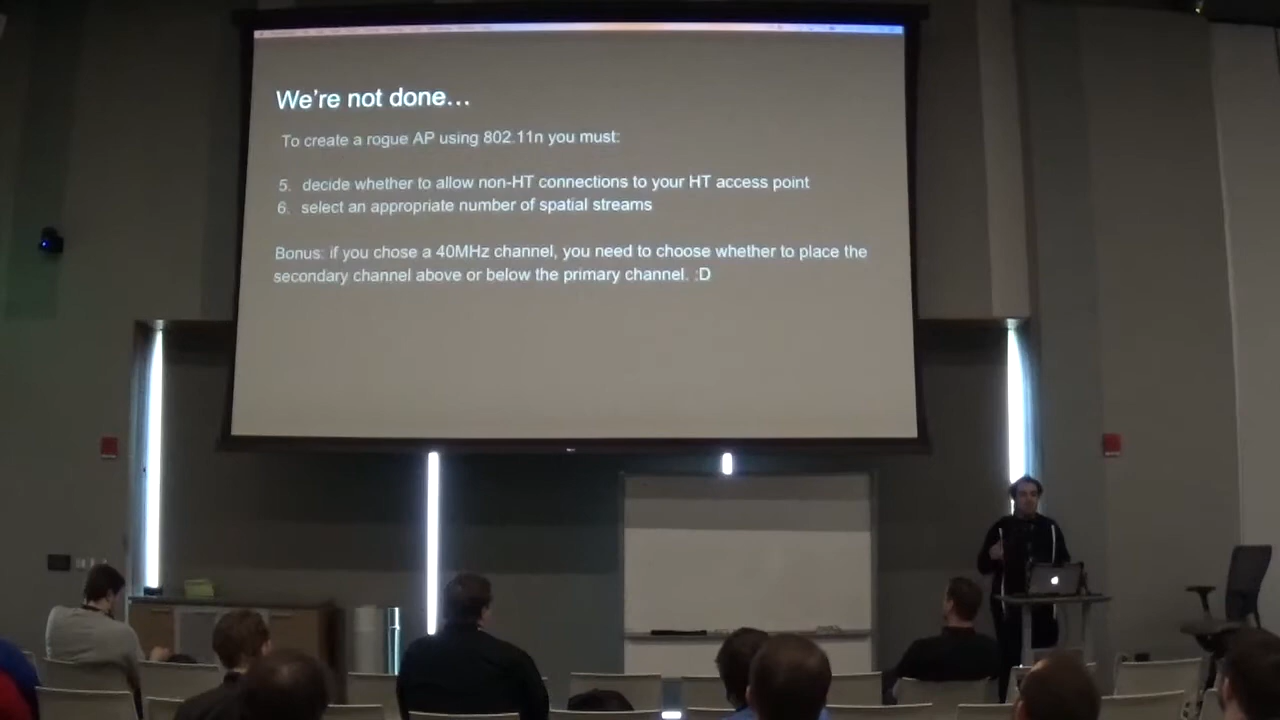 We're not done...
To create a rogue AP using 802.11n you must:
5. decide whether to allow non-HT connections to your HT access point
6. select an appropriate number of spatial streams
Bonus: if you chose a 40MHz channel, you need to choose whether to place the
secondary channel above or below the primary channel. :D